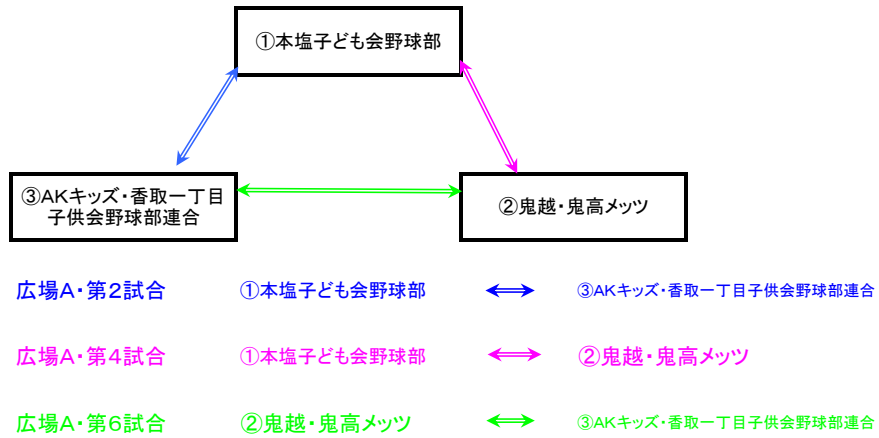 ①本塩子ども会野球部
③AKキッズ・香取一丁目
子供会野球部連合
②鬼越・鬼高メッツ
広場A・第2試合 ①本塩子ども会野球部 ③AKキッズ・香取一丁目子供会野球部連合
広場A・第4試合 ①本塩子ども会野球部 ②鬼越・鬼高メッツ
広場A・第6試合 ②鬼越・鬼高メッツ ③AKキッズ・香取一丁目子供会野球部連合